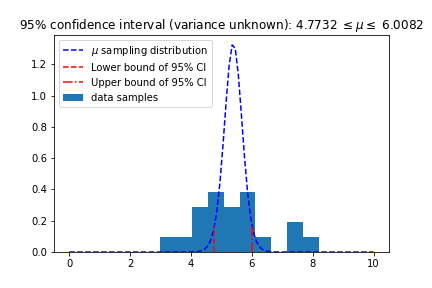 95% confidence interval (variance unknown): 4.7732 ≤ μ ≤ 6.0082
μ sampling distribution
Lower bound of 95% CI
Upper bound of 95% CI
data samples
1.2
1.0
0.8
0.6
0.4
0.2
0.0
0 2 4 6 8 10